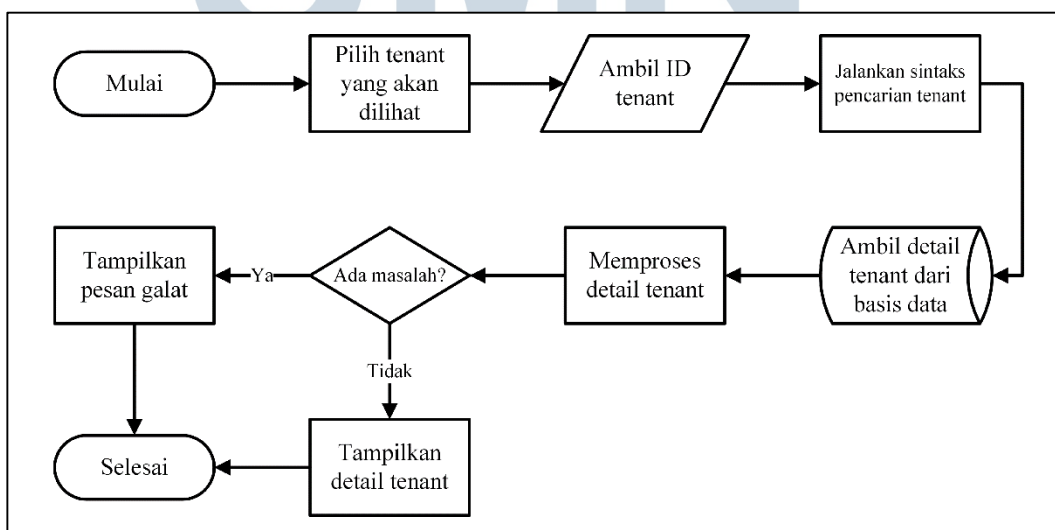 Mulai
Pilih tenant
yang akan
dilihat
Ambil ID
tenant
Jalankan sintaks
pencarian tenant
Ambil detail
tenant dari
basis data
Memproses
detail tenant
Ada masalah?
Ya
Tampilkan
pesan galat
Tidak
Tampilkan
detail tenant
Selesai